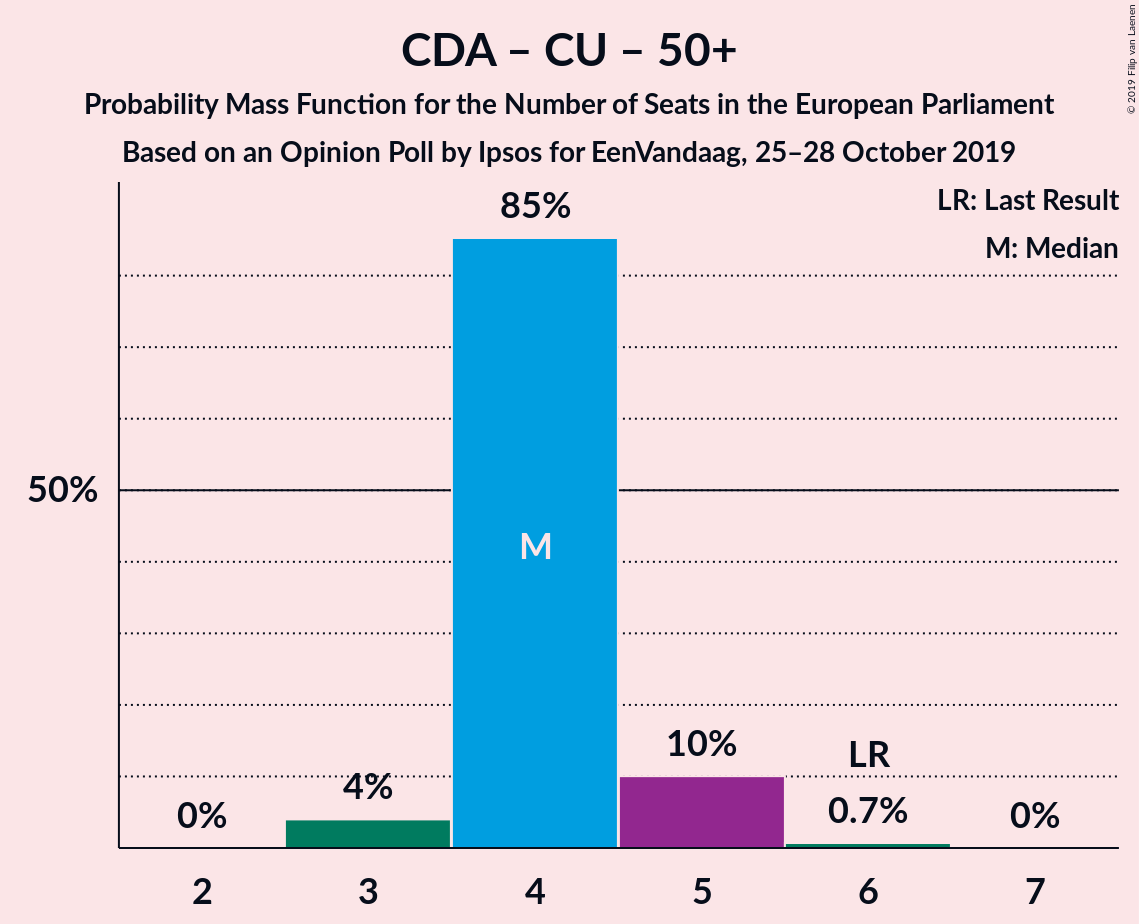 CDA – CU – 50+
Probability Mass Function for the Number of Seats in the European Parliament
Based on an Opinion Poll by Ipsos for EenVandaag, 25–28 October 2019
© 2019 Filip van Laenen
LR: Last Result
M: Median
85%
50%
M
10%
LR
4%
0.7%
0%
0%
2 3 4 5 6 7